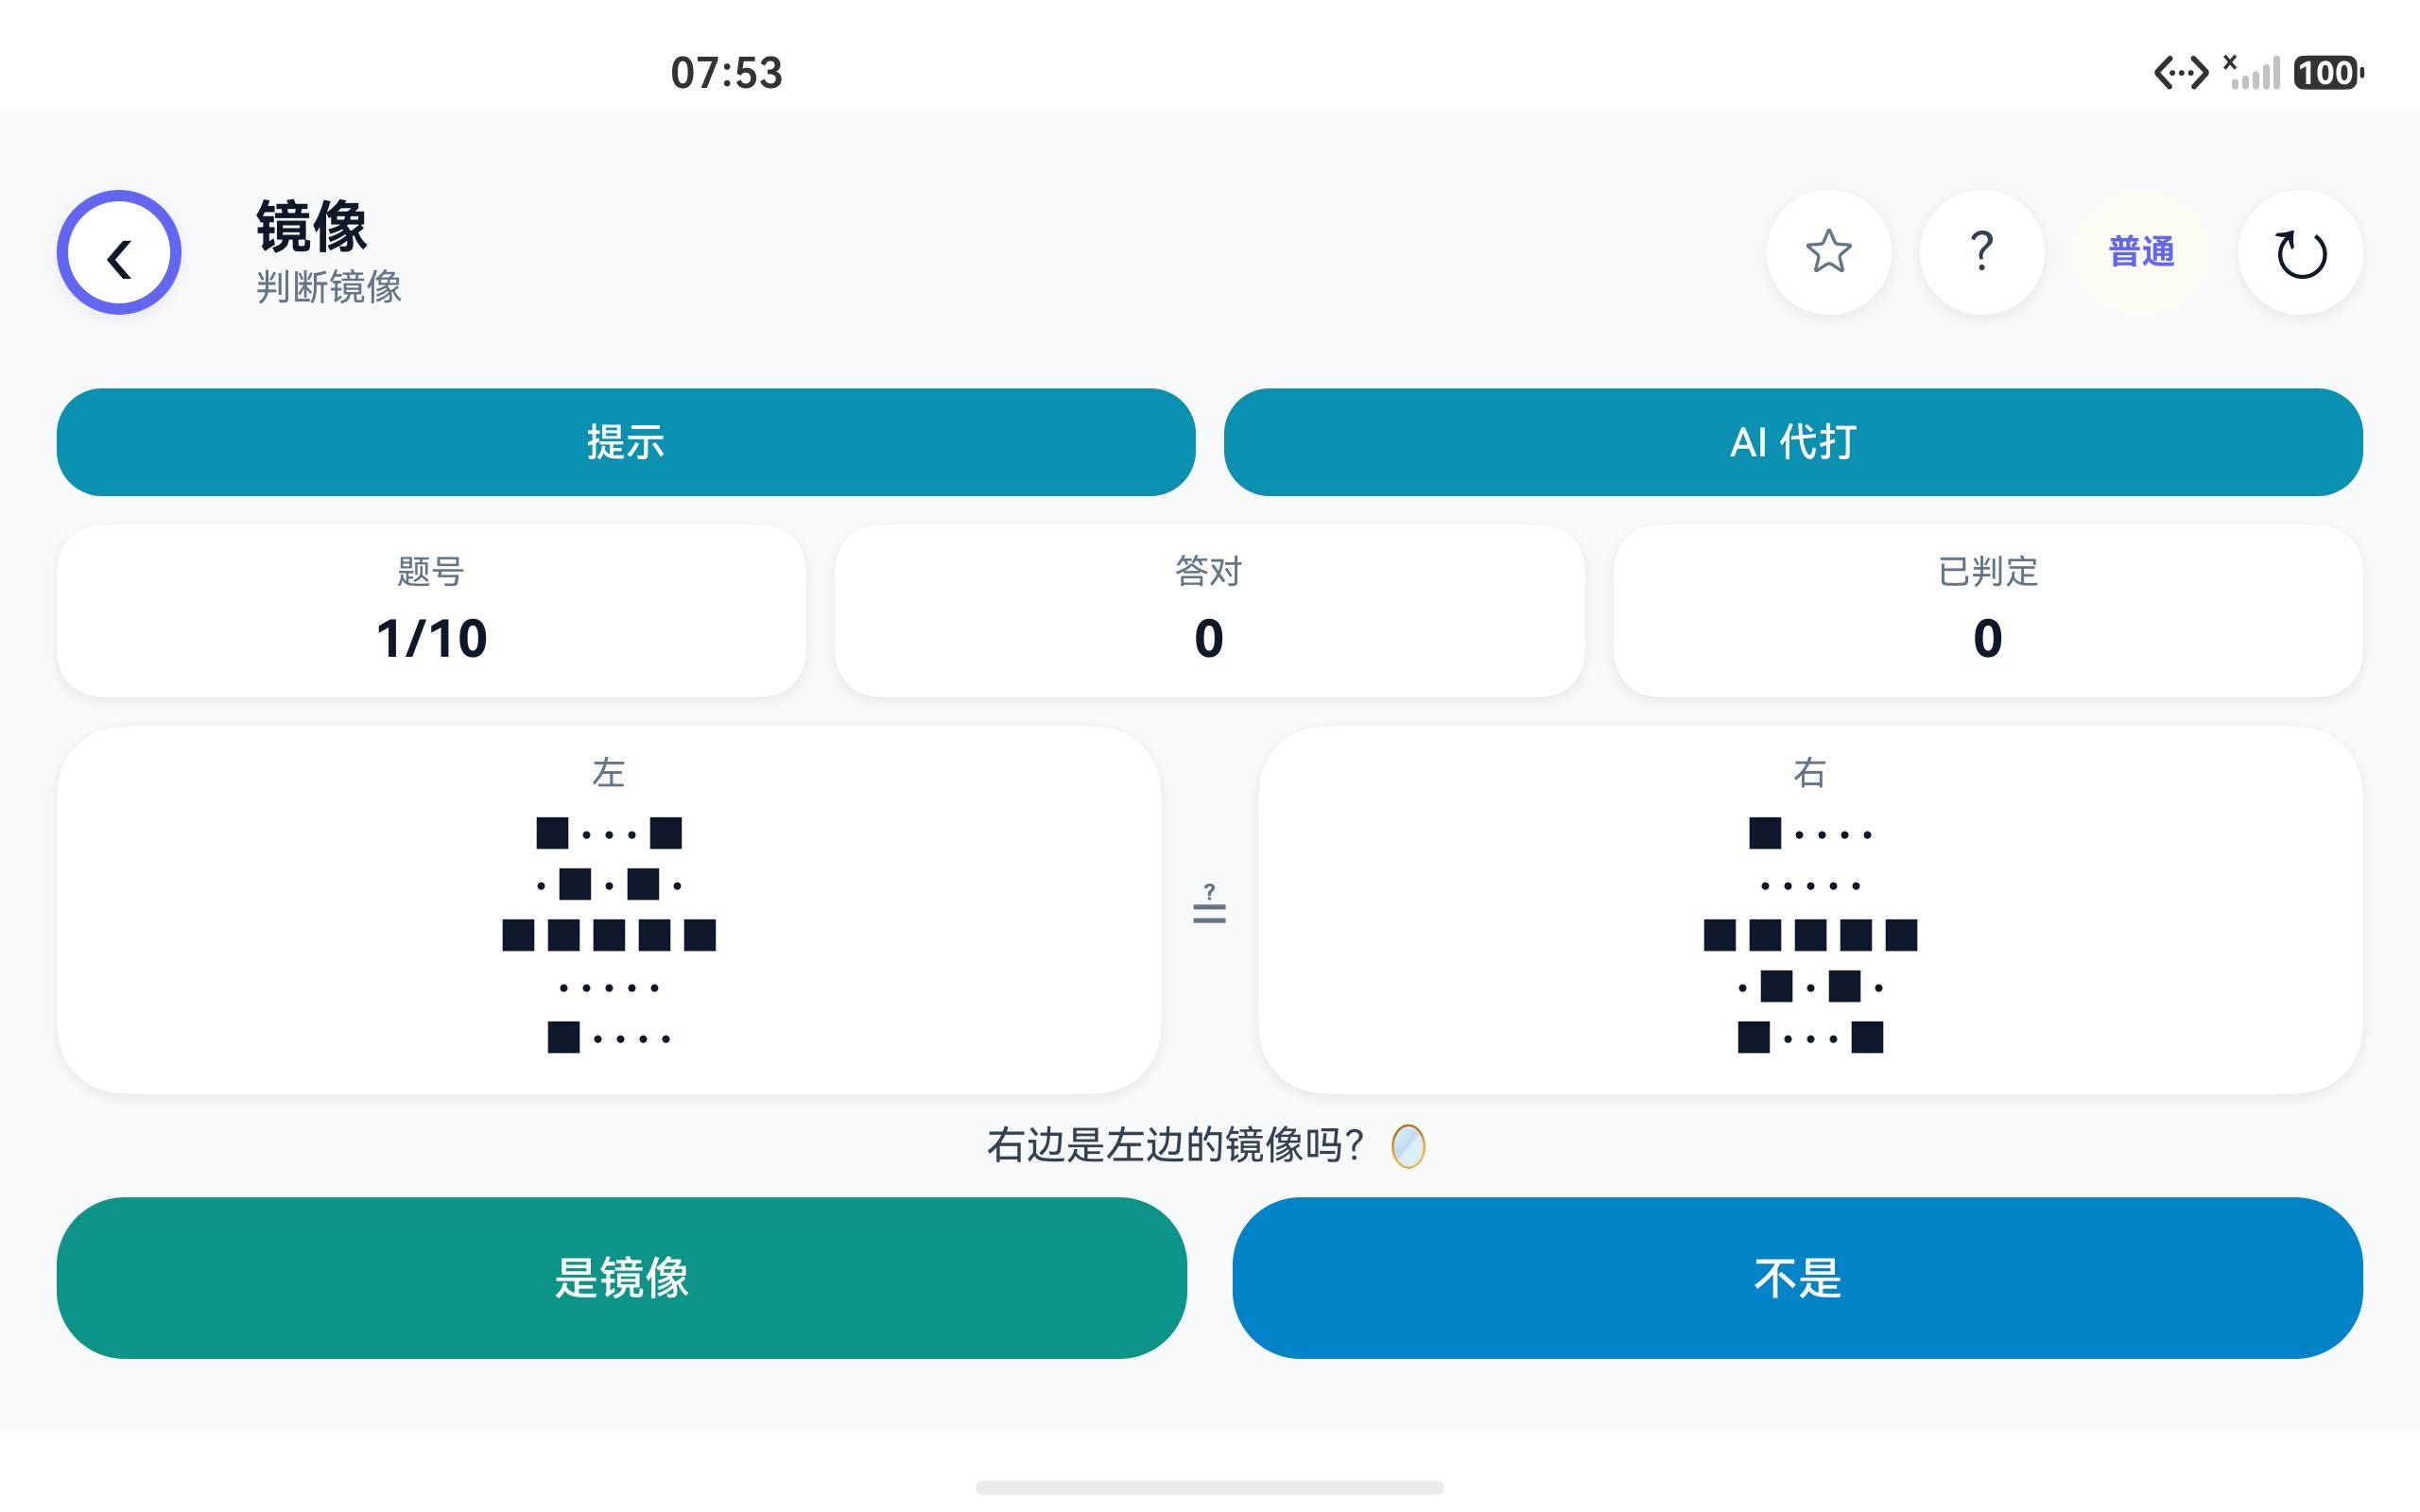 07:53
100
镜像
判断镜像
?
普通
提示
AI 代打
题号
1/10
答对
0
已判定
0
左
■···■
·■·■·
■■■■■
·····
■····
≟
右
■····
·····
■■■■■
·■·■·
■···■
右边是左边的镜像吗？ 🪞
是镜像
不是